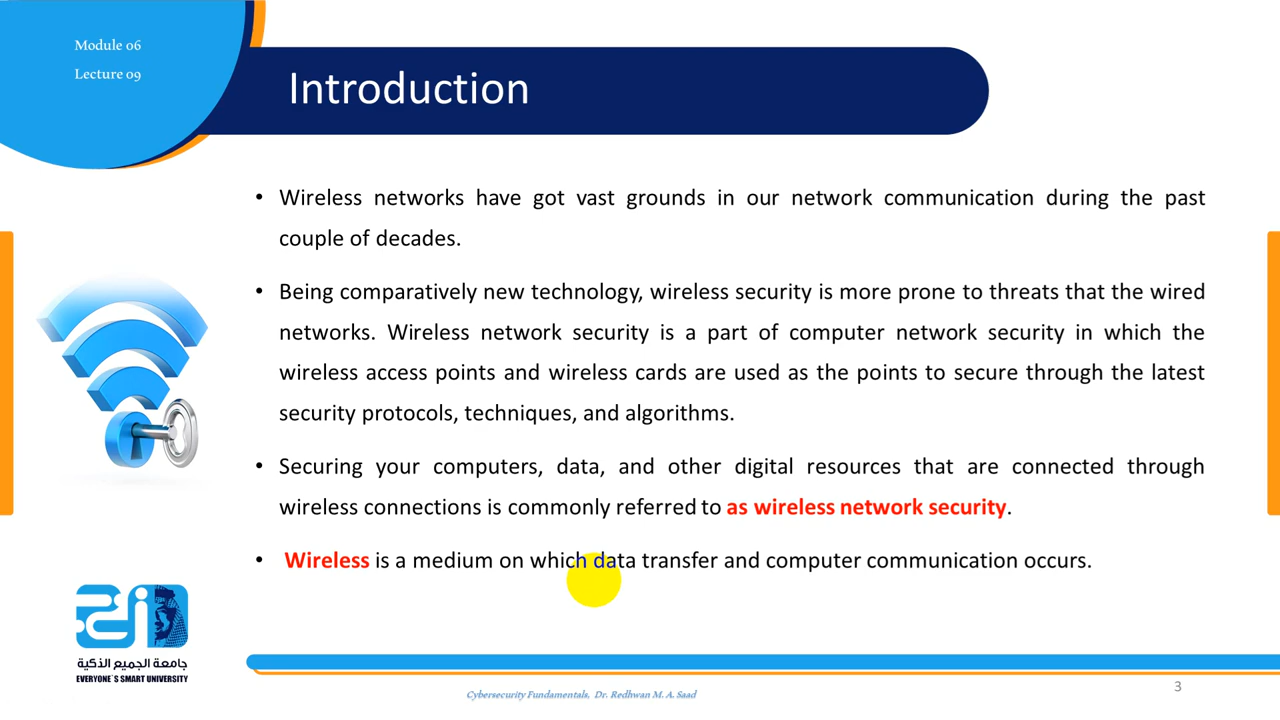 Module 06
Lecture 09
Introduction
• Wireless networks have got vast grounds in our network communication during the past
couple of decades.
• Being comparatively new technology, wireless security is more prone to threats that the wired
networks. Wireless network security is a part of computer network security in which the
wireless access points and wireless cards are used as the points to secure through the latest
security protocols, techniques, and algorithms.
• Securing your computers, data, and other digital resources that are connected through
wireless connections is commonly referred to as wireless network security.
• Wireless is a medium on which data transfer and computer communication occurs.
جامعة الجميع الذكية
EVERYONE`S SMART UNIVERSITY
Cybersecurity Fundamentals, Dr. Redhwan M. A. Saad
3